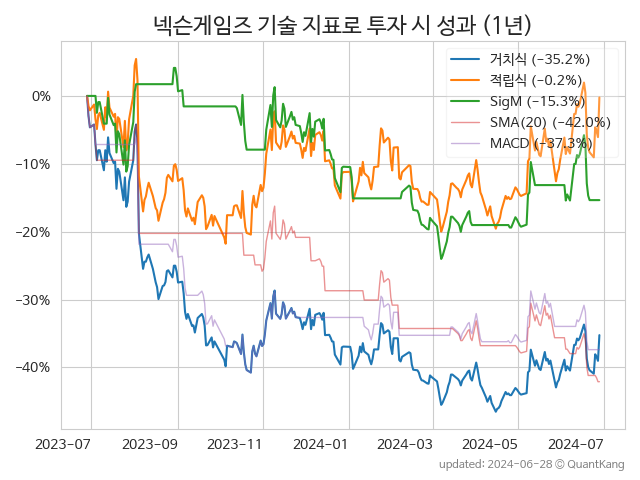 넥슨게임즈 기술 지표로 투자 시 성과 (1년)
거치식 (−35.2%)
적립식 (−0.2%)
SigM (−15.3%)
SMA(20) (−42.0%)
MACD (−37.3%)
0%
−10%
−20%
−30%
−40%
2023-07 2023-09 2023-11 2024-01 2024-03 2024-05 2024-07
updated: 2024-06-28 © QuantKang